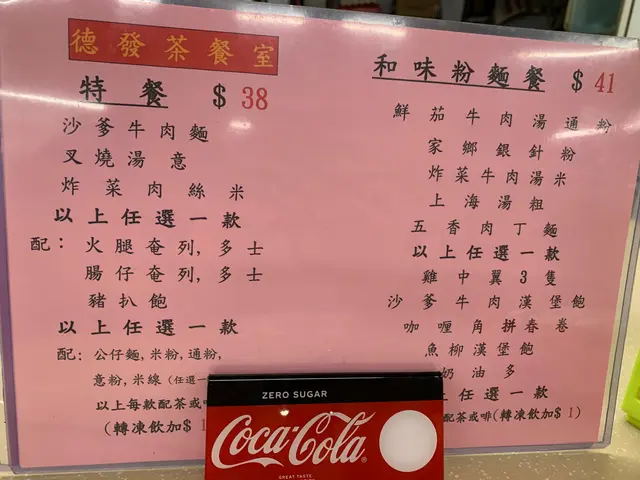 德發茶餐室
特餐 $38
沙爹牛肉麵
叉燒湯意
炸菜肉絲米
以上任選一款
配：火腿奄列, 多士
腸仔奄列, 多士
豬扒飽
以上任選一款
配：公仔麵, 米粉, 通粉,
意粉, 米線 (任選一
以上每款配茶或
(轉凍飲加$ 1
和味粉麵餐 $41
鮮茄牛肉湯通粉
家鄉銀針粉
炸菜牛肉湯米
上海湯粗
五香肉丁麵
以上任選一款
雞中翼3隻
沙爹牛肉漢堡飽
咖喱角拼春卷
魚柳漢堡飽
奶油多
上任選一款
配茶或啡(轉凍飲加$ 1)
ZERO SUGAR
Coca-Cola
GREAT TASTE